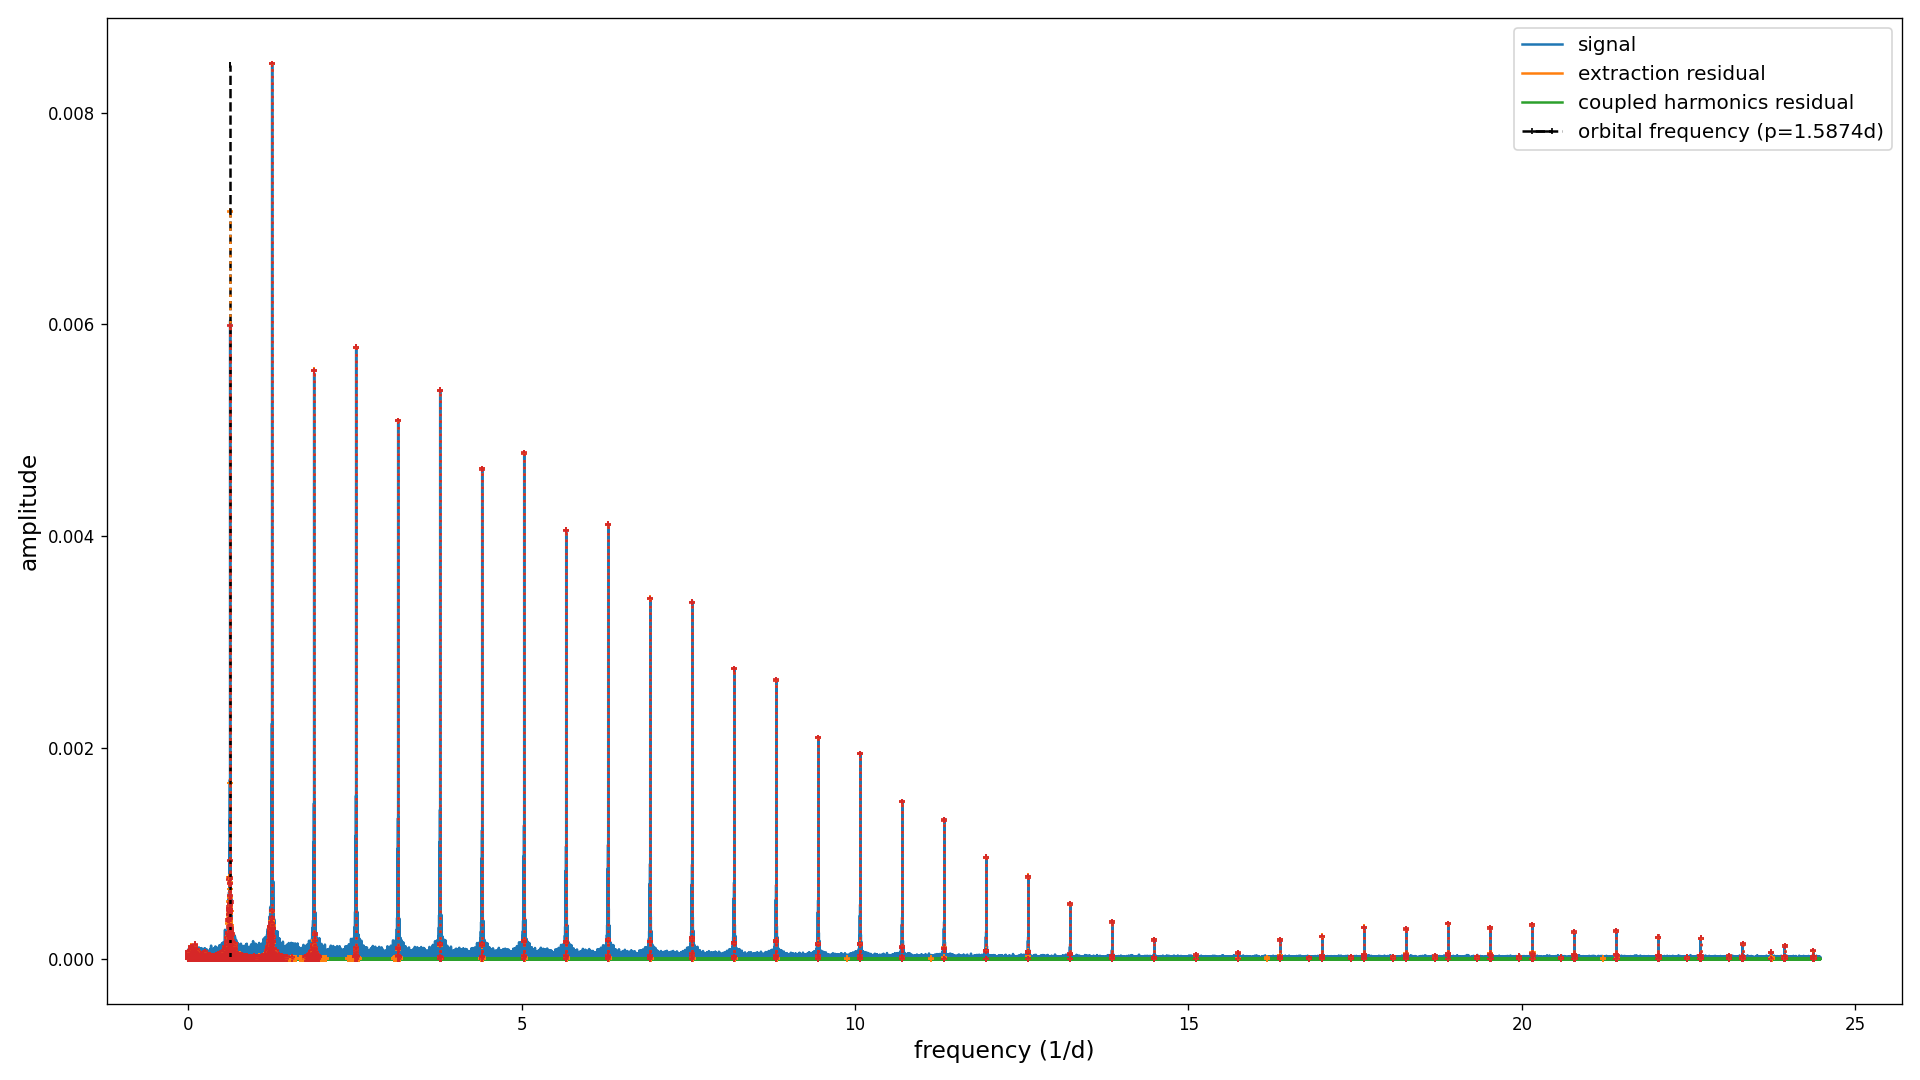 signal
extraction residual
coupled harmonics residual
orbital frequency (p=1.5874d)
0.008
0.006
0.004
0.002
0.000
amplitude
0 5 10 15 20 25
frequency (1/d)